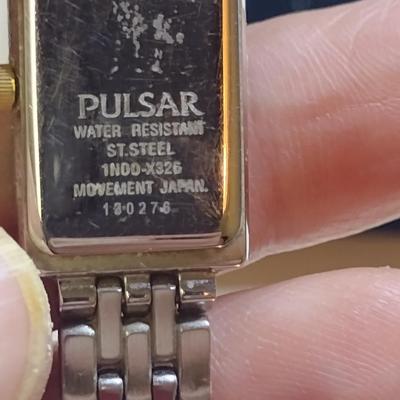 PULSAR
WATER RESISTANT
ST.STEEL
1N00-X326
MOVEMENT JAPAN.
130276